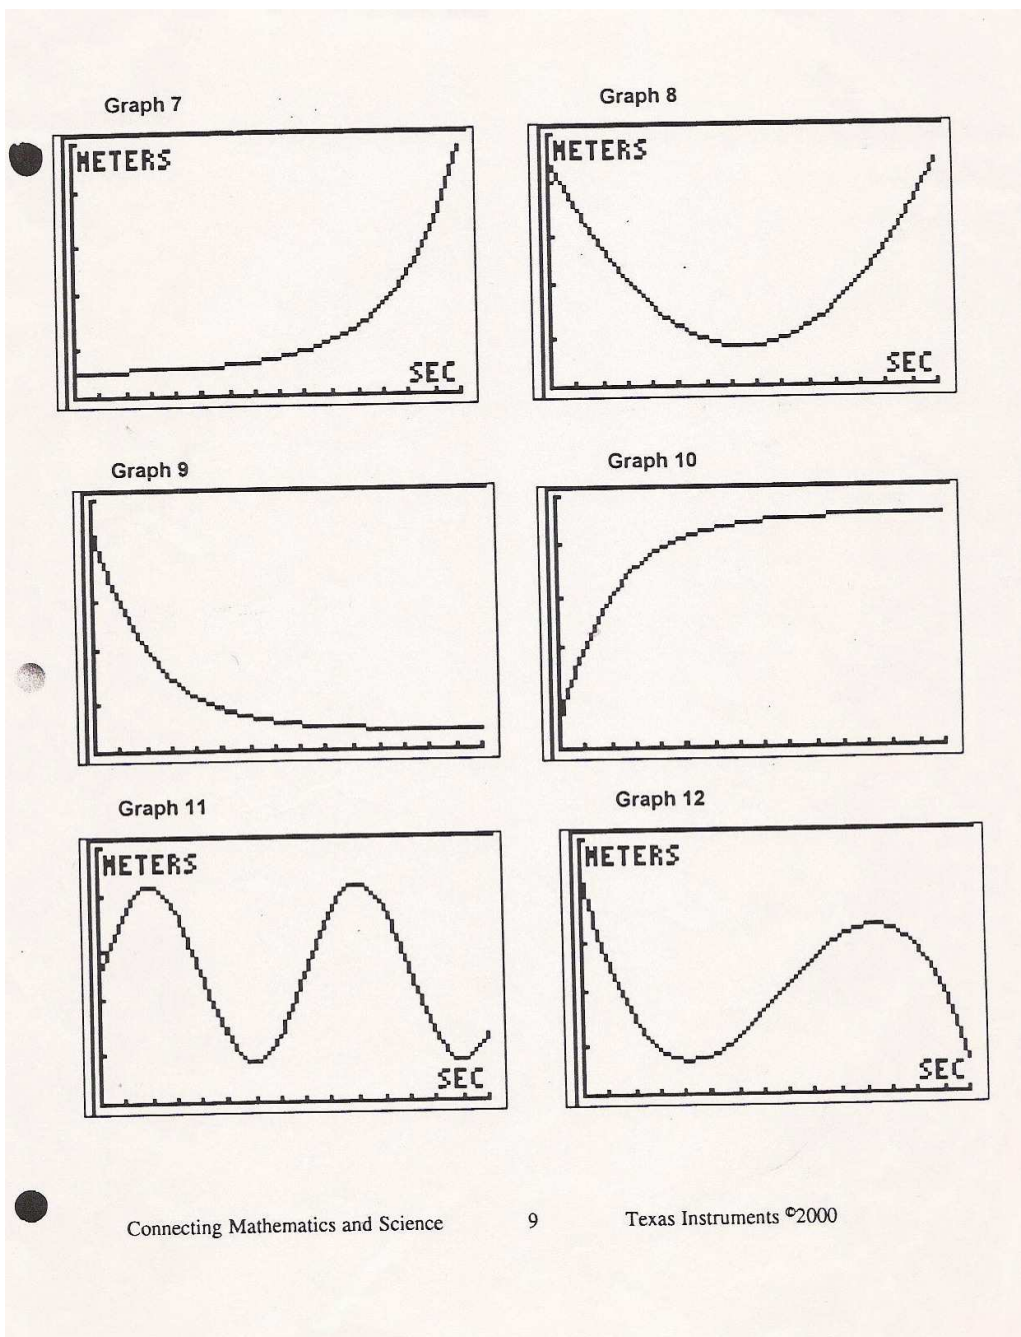 Graph 7
Graph 8
METERS
SEC
METERS
SEC
Graph 9
Graph 10
Graph 11
Graph 12
METERS
SEC
METERS
SEC
Connecting Mathematics and Science
9
Texas Instruments ©2000